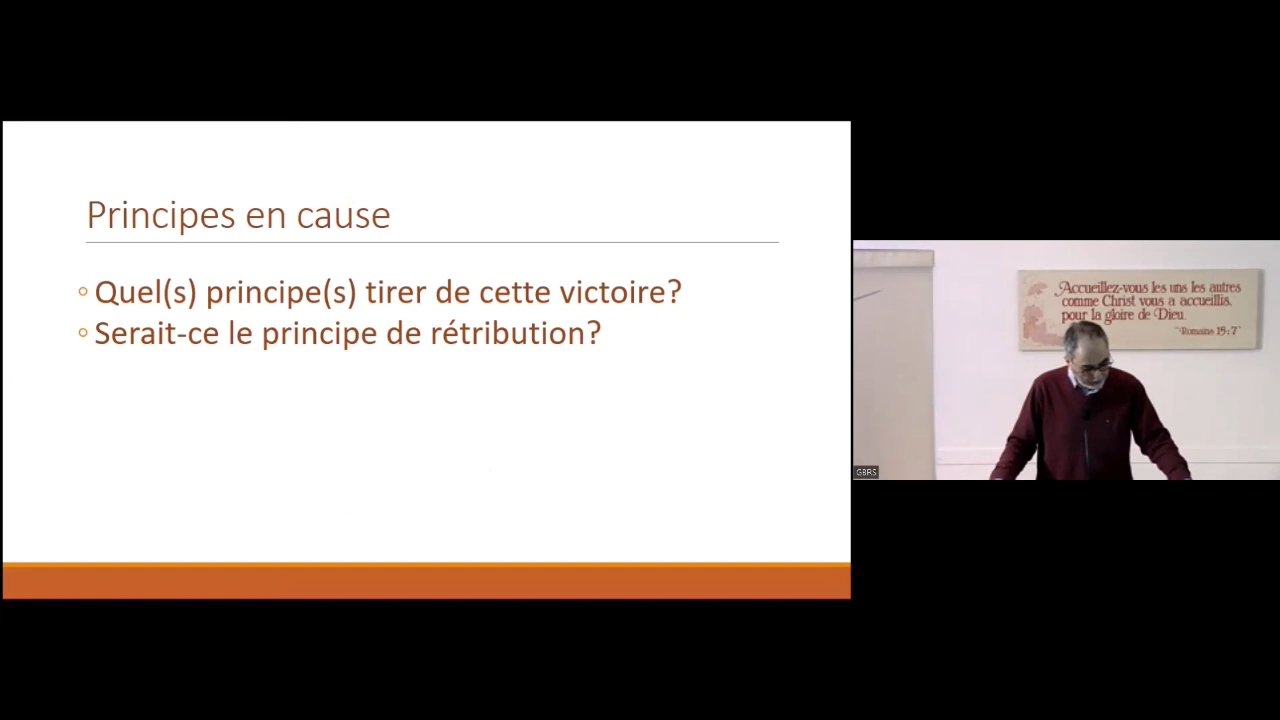 Principes en cause
◦ Quel(s) principe(s) tirer de cette victoire?
◦ Serait-ce le principe de rétribution?
Accueillez-vous les uns les autres
comme Christ vous a accueillis,
pour la gloire de Dieu.
"Romains 15:7"
GBRS